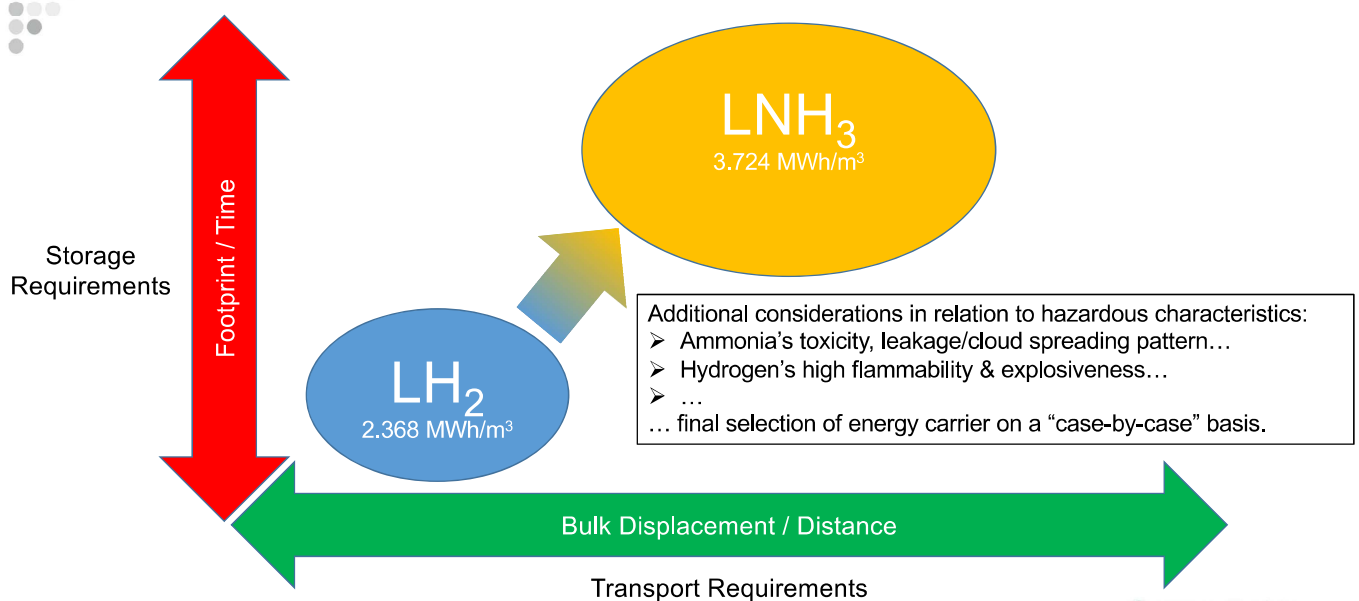 LNH₃
3.724 MWh/m³
Footprint / Time
Storage
Requirements
LH₂
2.368 MWh/m³
Additional considerations in relation to hazardous characteristics:
➢ Ammonia's toxicity, leakage/cloud spreading pattern…
➢ Hydrogen's high flammability & explosiveness…
➢ …
… final selection of energy carrier on a “case-by-case” basis.
Bulk Displacement / Distance
Transport Requirements